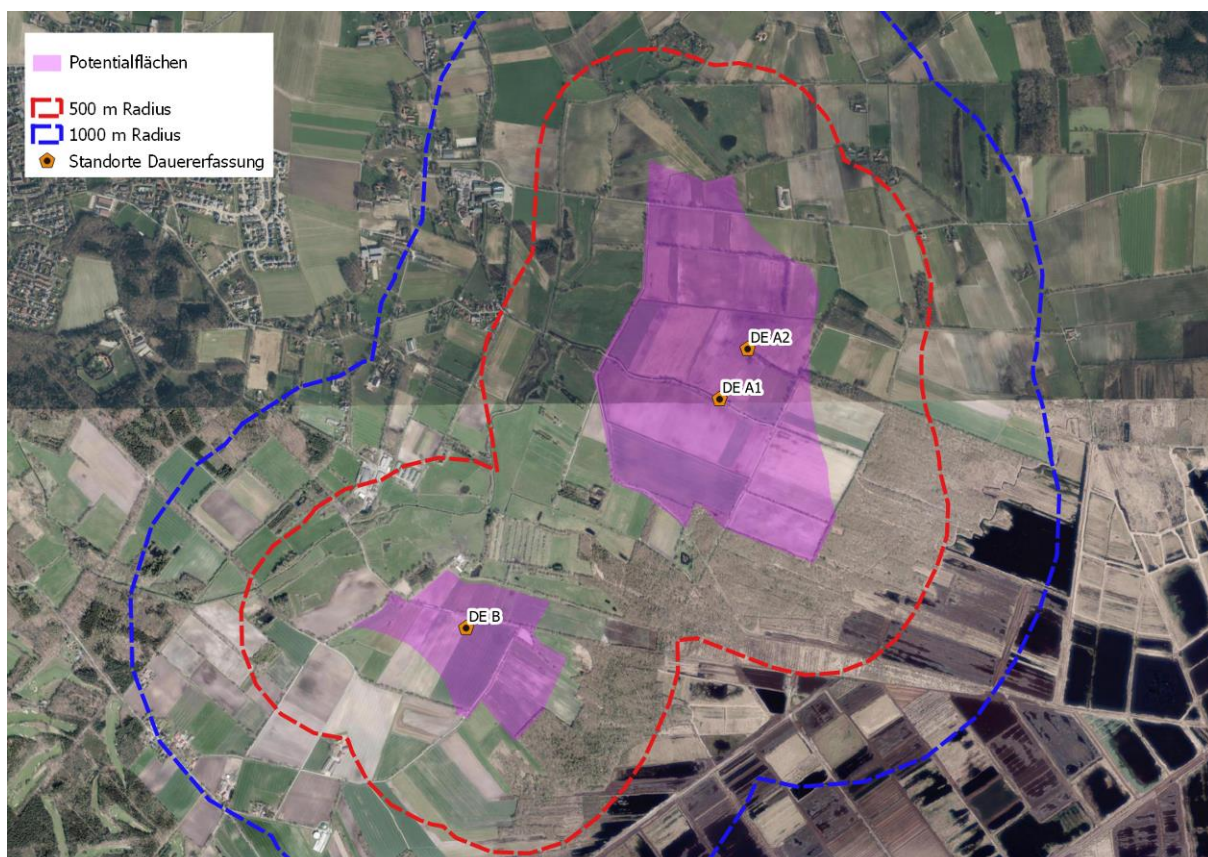 Potentialflächen
500 m Radius
1000 m Radius
Standorte Dauererfassung
DE A2
DE A1
DE B